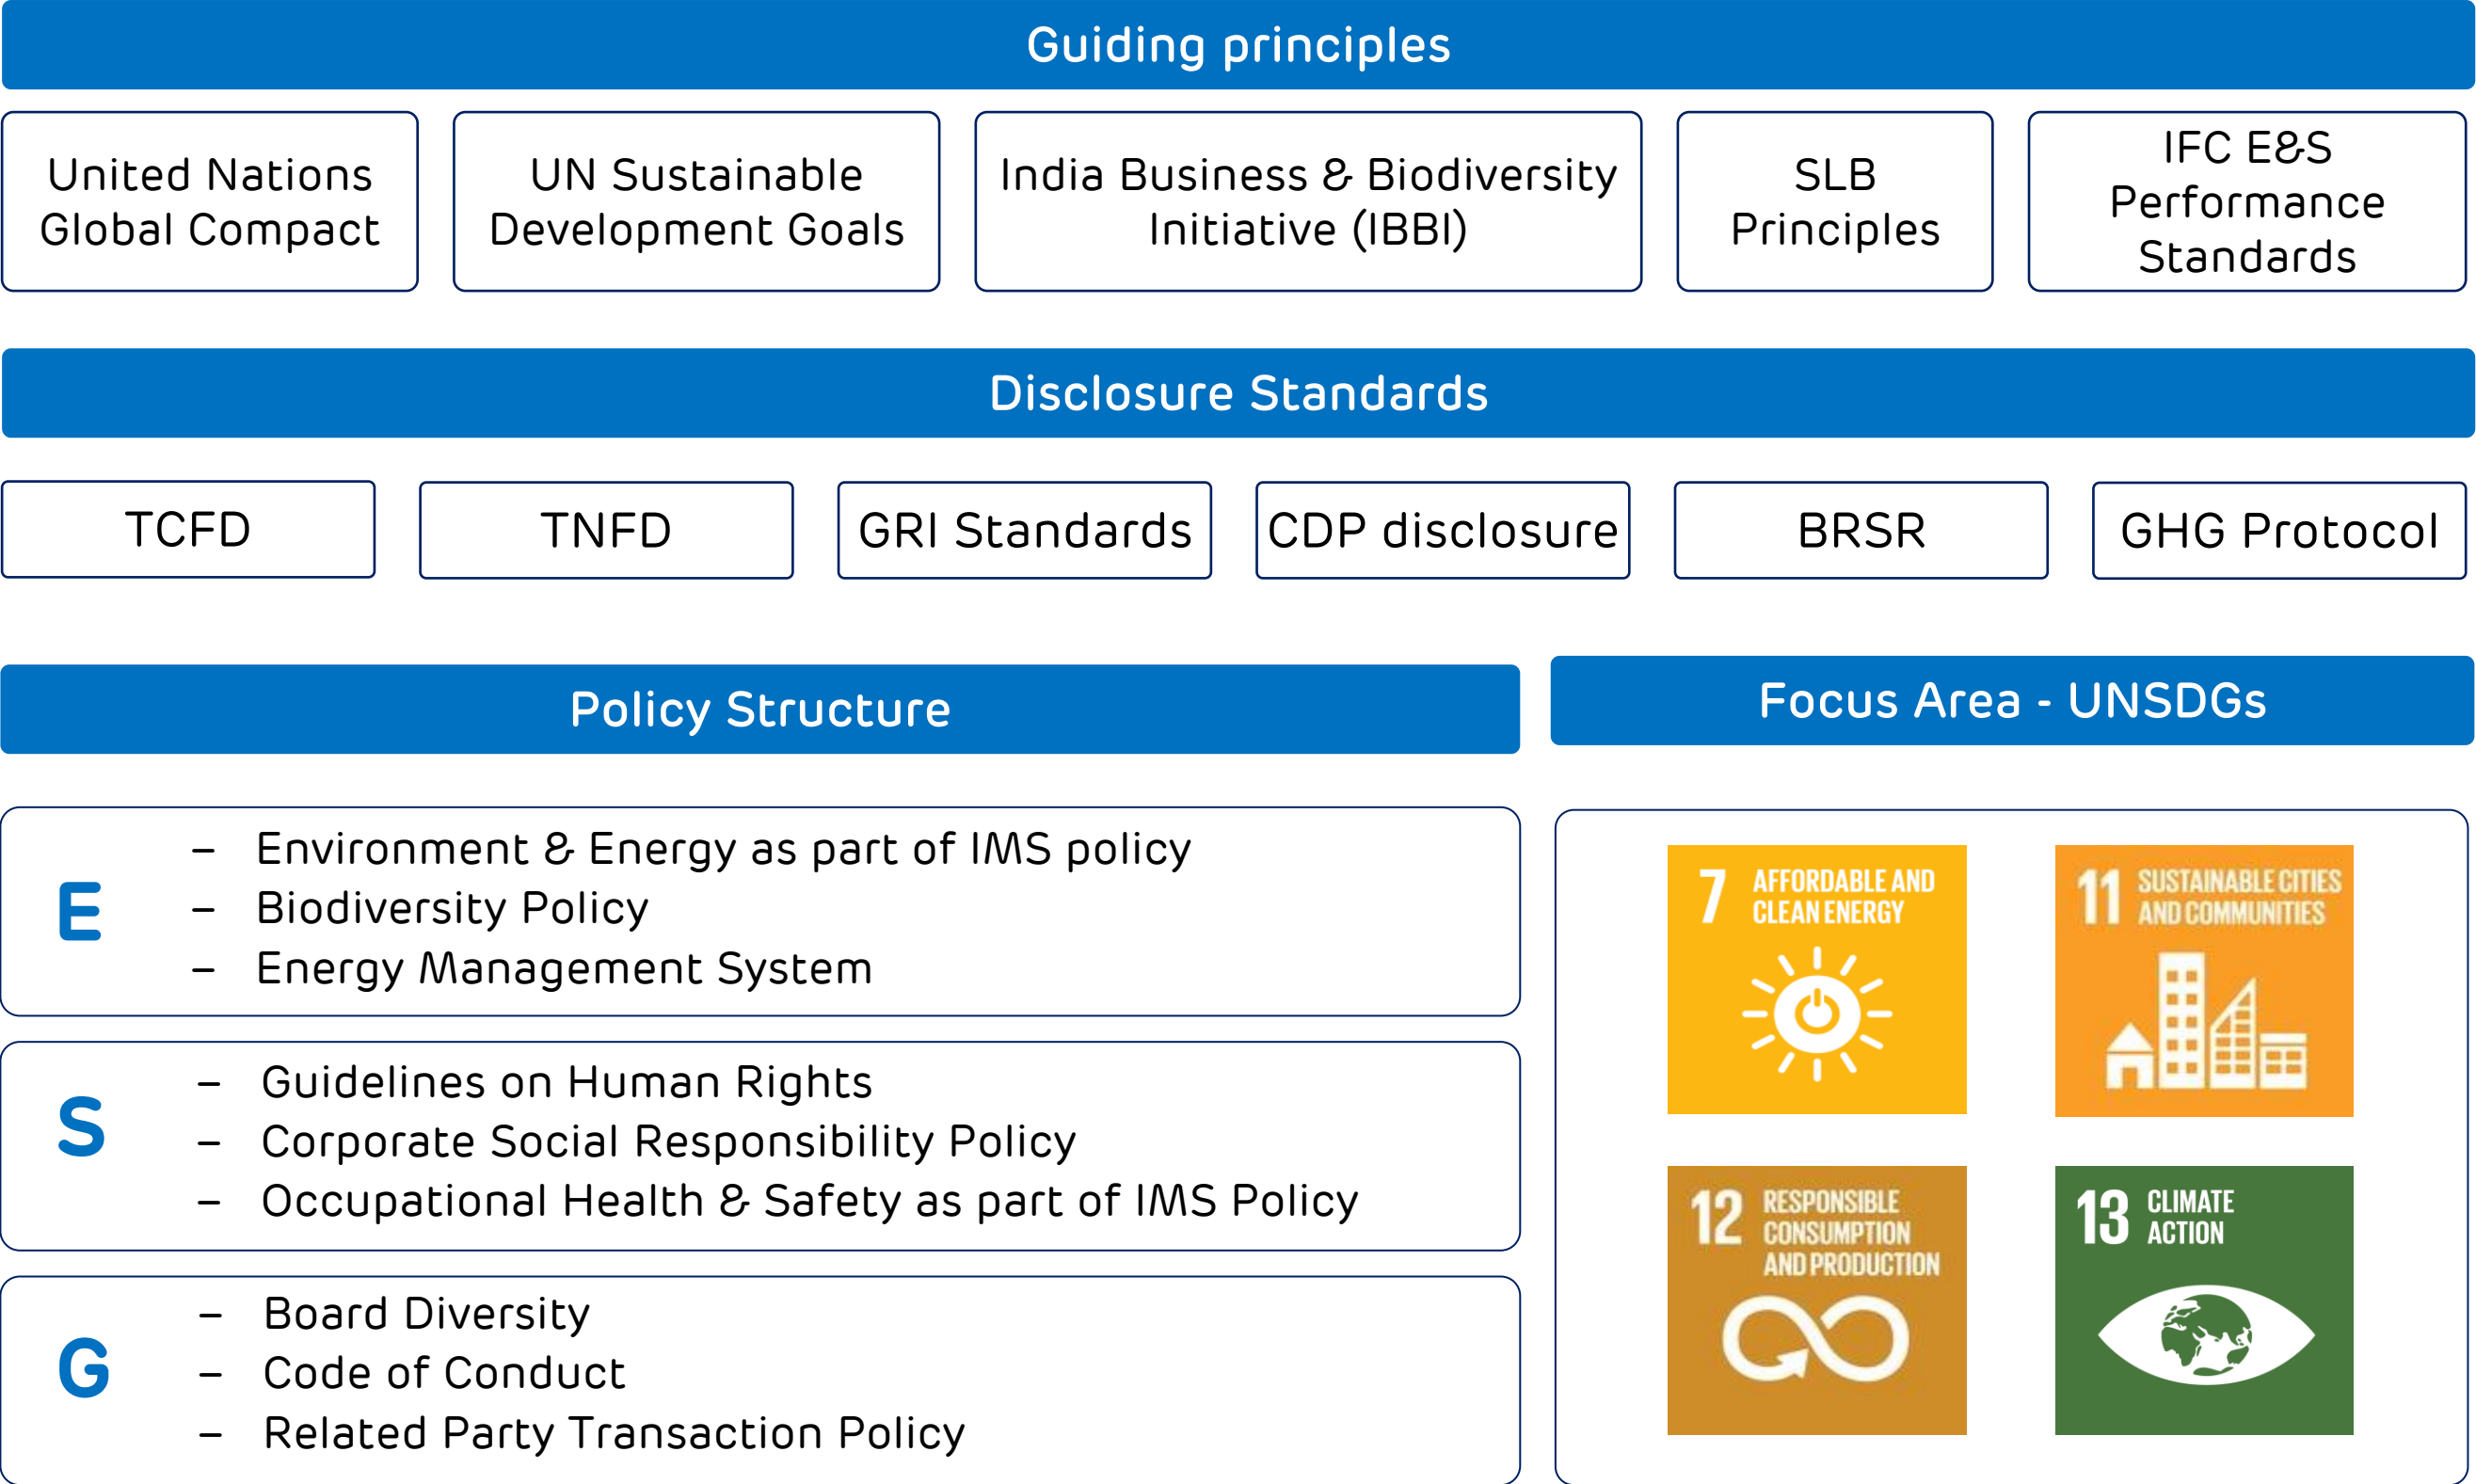 Guiding principles
United Nations
Global Compact
UN Sustainable
Development Goals
India Business & Biodiversity
Initiative (IBBI)
SLB
Principles
IFC E&S
Performance
Standards
Disclosure Standards
TCFD
TNFD
GRI Standards
CDP disclosure
BRSR
GHG Protocol
Policy Structure
E
– Environment & Energy as part of IMS policy
– Biodiversity Policy
– Energy Management System
S
– Guidelines on Human Rights
– Corporate Social Responsibility Policy
– Occupational Health & Safety as part of IMS Policy
G
– Board Diversity
– Code of Conduct
– Related Party Transaction Policy
Focus Area - UNSDGs
7 AFFORDABLE AND
CLEAN ENERGY
11 SUSTAINABLE CITIES
AND COMMUNITIES
12 RESPONSIBLE
CONSUMPTION
AND PRODUCTION
13 CLIMATE
ACTION